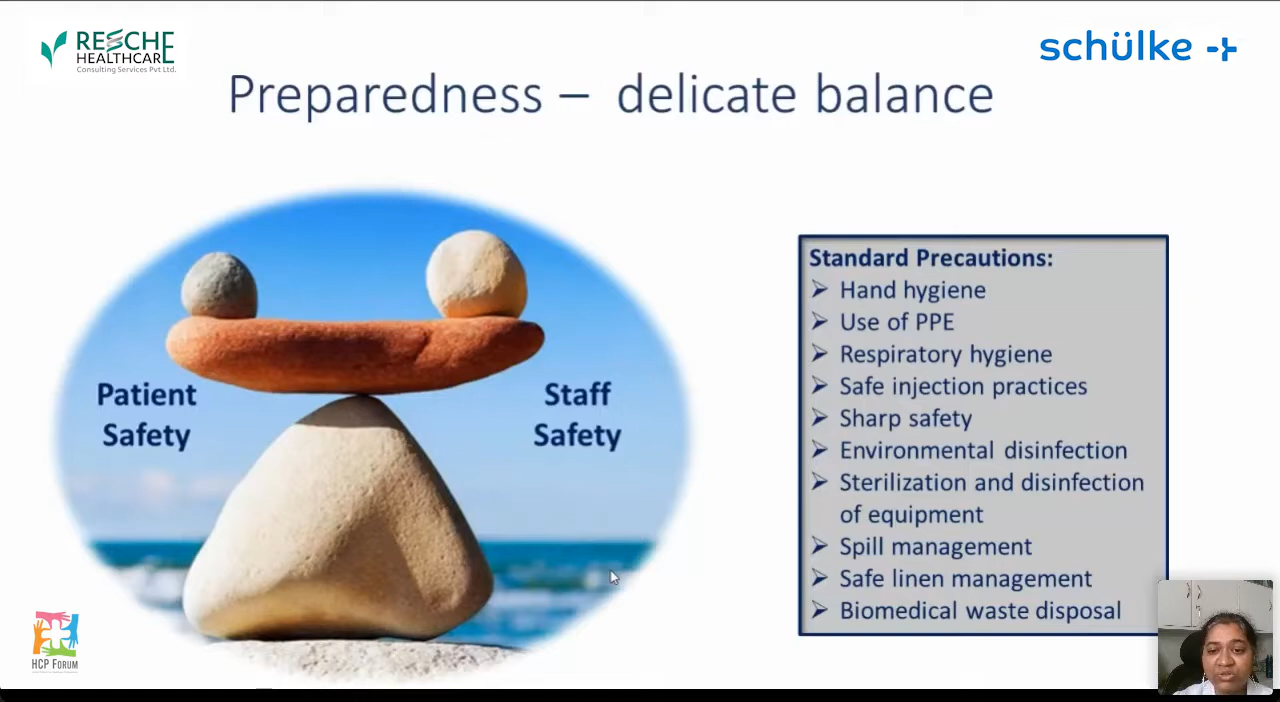 RESCHE
HEALTHCARE
Consulting Services Pvt Ltd.
schülke
Preparedness – delicate balance
Patient
Safety
Staff
Safety
Standard Precautions:
Hand hygiene
Use of PPE
Respiratory hygiene
Safe injection practices
Sharp safety
Environmental disinfection
Sterilization and disinfection
of equipment
Spill management
Safe linen management
Biomedical waste disposal
HCP FORUM